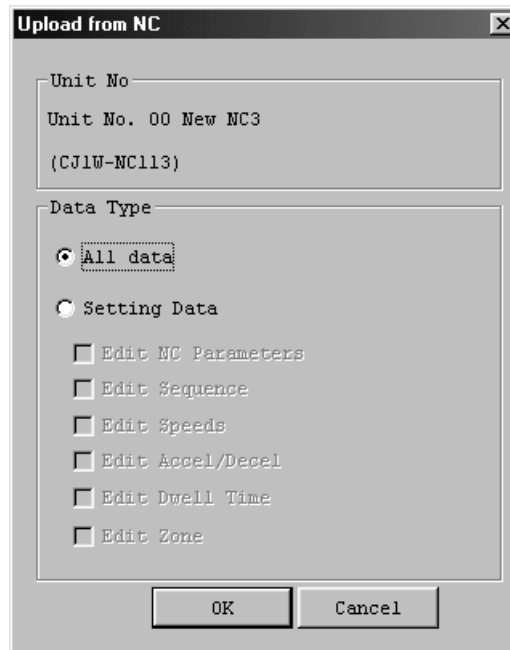 Upload from NC
Unit No
Unit No. 00 New NC3
(CJ1W-NC113)
Data Type
All data
Setting Data
Edit NC Parameters
Edit Sequence
Edit Speeds
Edit Accel/Decel
Edit Dwell Time
Edit Zone
OK Cancel